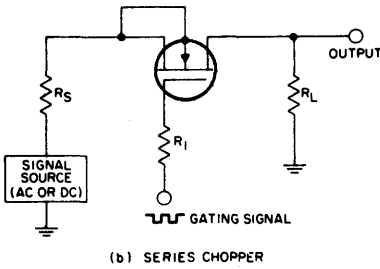 OUTPUT
RS
RL
R1
SIGNAL
SOURCE
(AC OR DC)
GATING SIGNAL
(b) SERIES CHOPPER